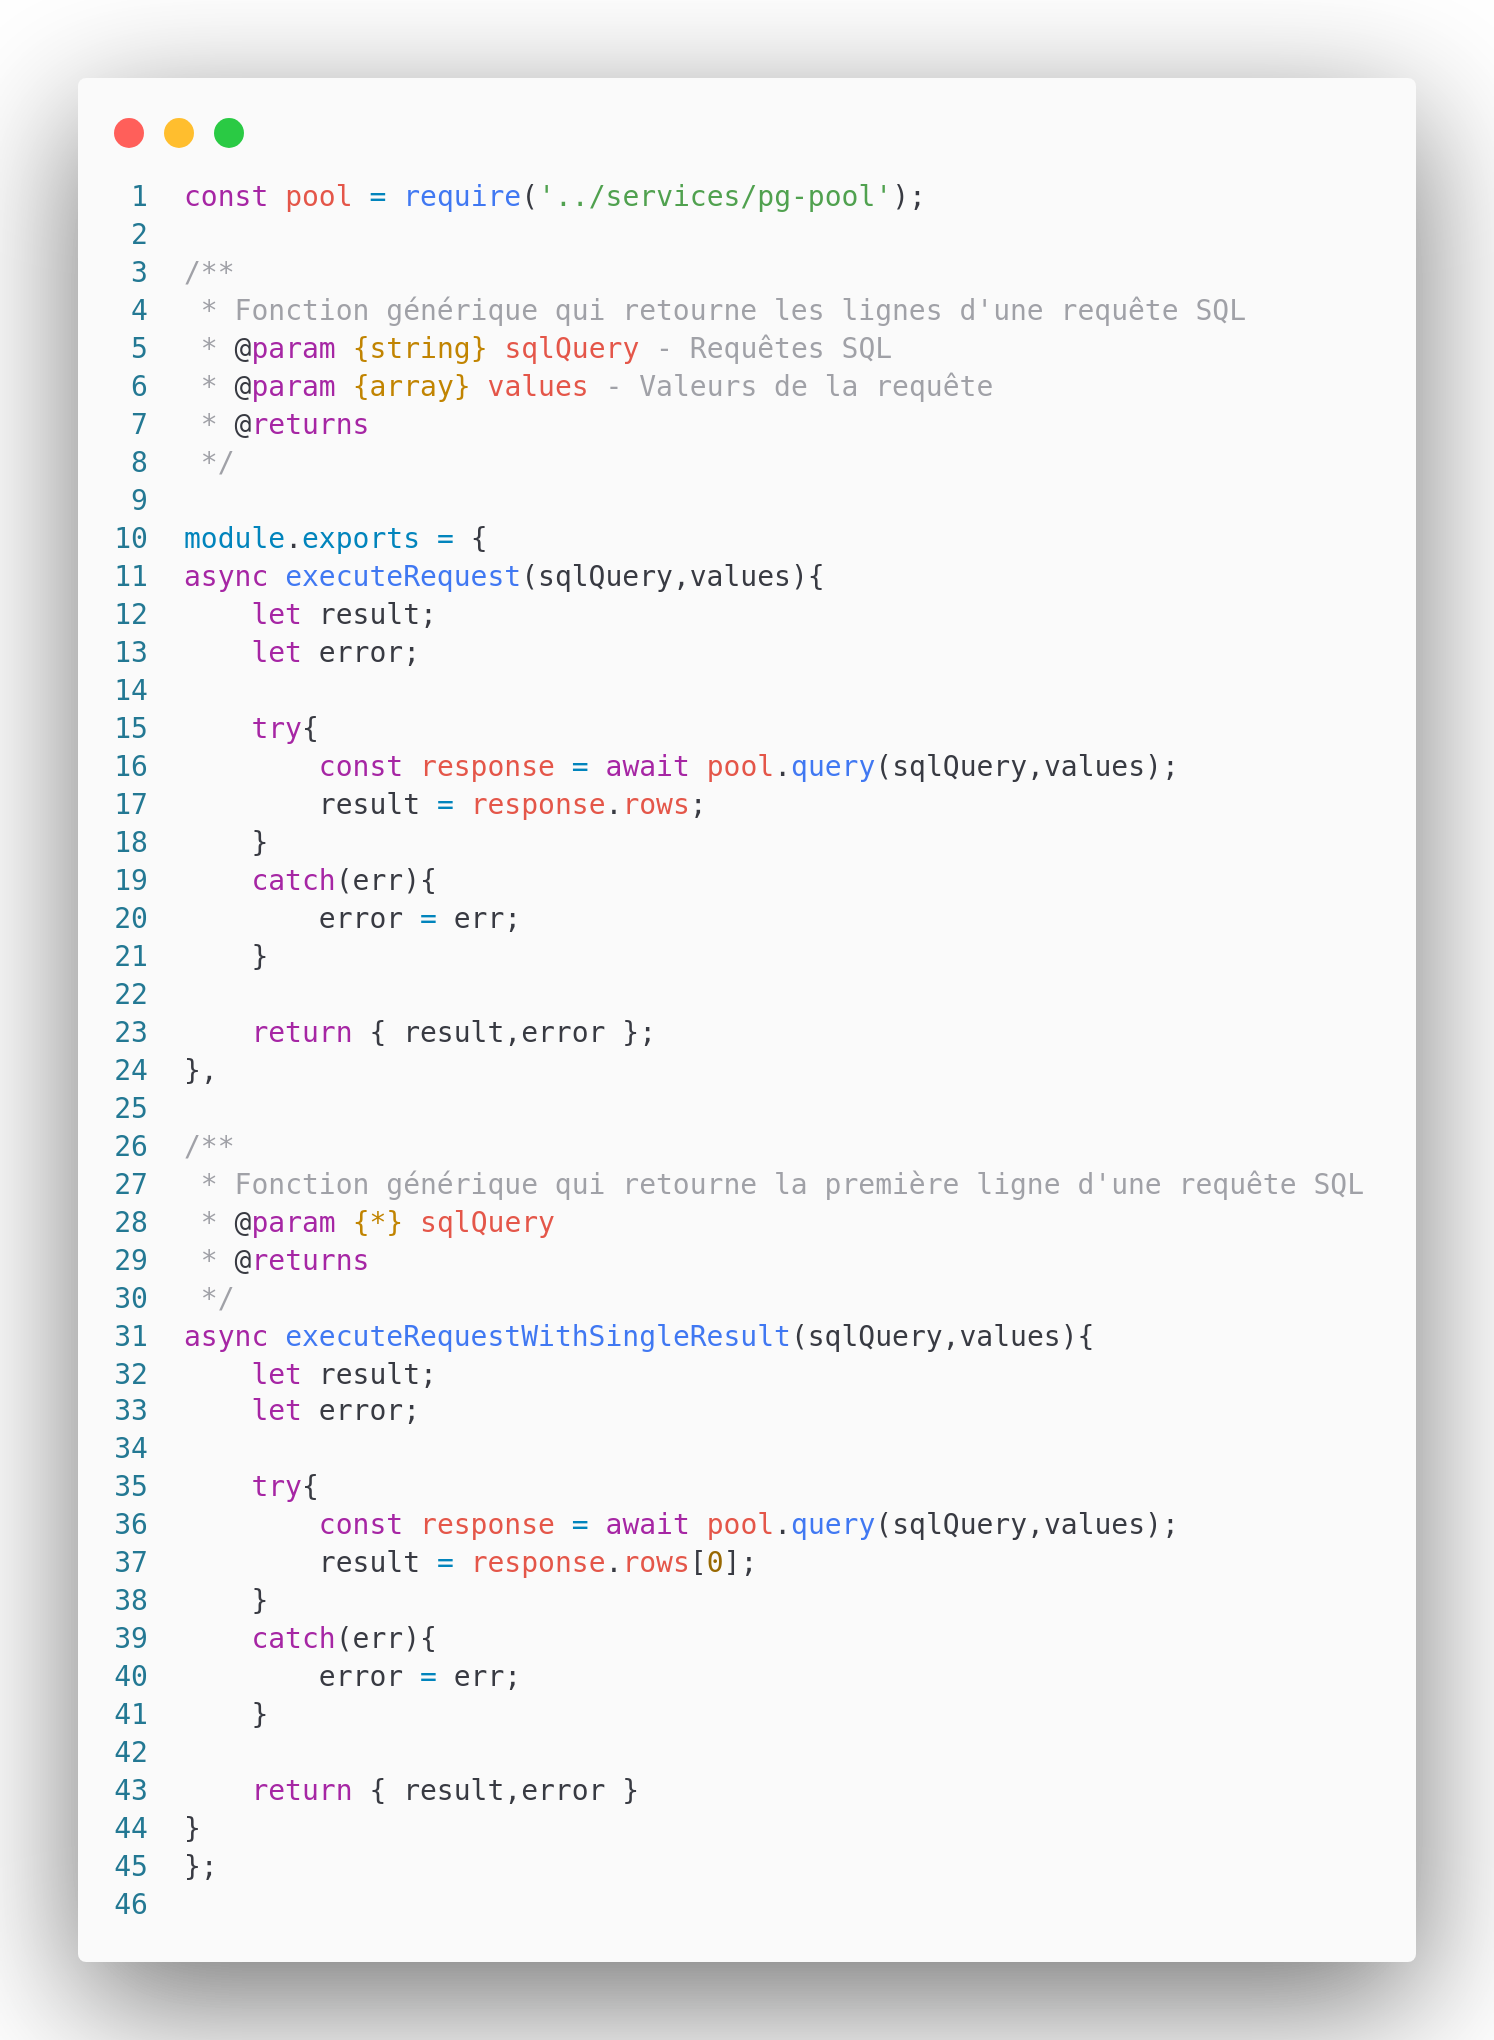 1 const pool = require('../services/pg-pool');
2
3 /**
4  * Fonction générique qui retourne les lignes d'une requête SQL
5  * @param {string} sqlQuery - Requêtes SQL
6  * @param {array} values - Valeurs de la requête
7  * @returns
8  */
9
10 module.exports = {
11 async executeRequest(sqlQuery,values){
12     let result;
13     let error;
14
15     try{
16         const response = await pool.query(sqlQuery,values);
17         result = response.rows;
18     }
19     catch(err){
20         error = err;
21     }
22
23     return { result,error };
24 },
25
26 /**
27  * Fonction générique qui retourne la première ligne d'une requête SQL
28  * @param {*} sqlQuery
29  * @returns
30  */
31 async executeRequestWithSingleResult(sqlQuery,values){
32     let result;
33     let error;
34
35     try{
36         const response = await pool.query(sqlQuery,values);
37         result = response.rows[0];
38     }
39     catch(err){
40         error = err;
41     }
42
43     return { result,error }
44 }
45 };
46